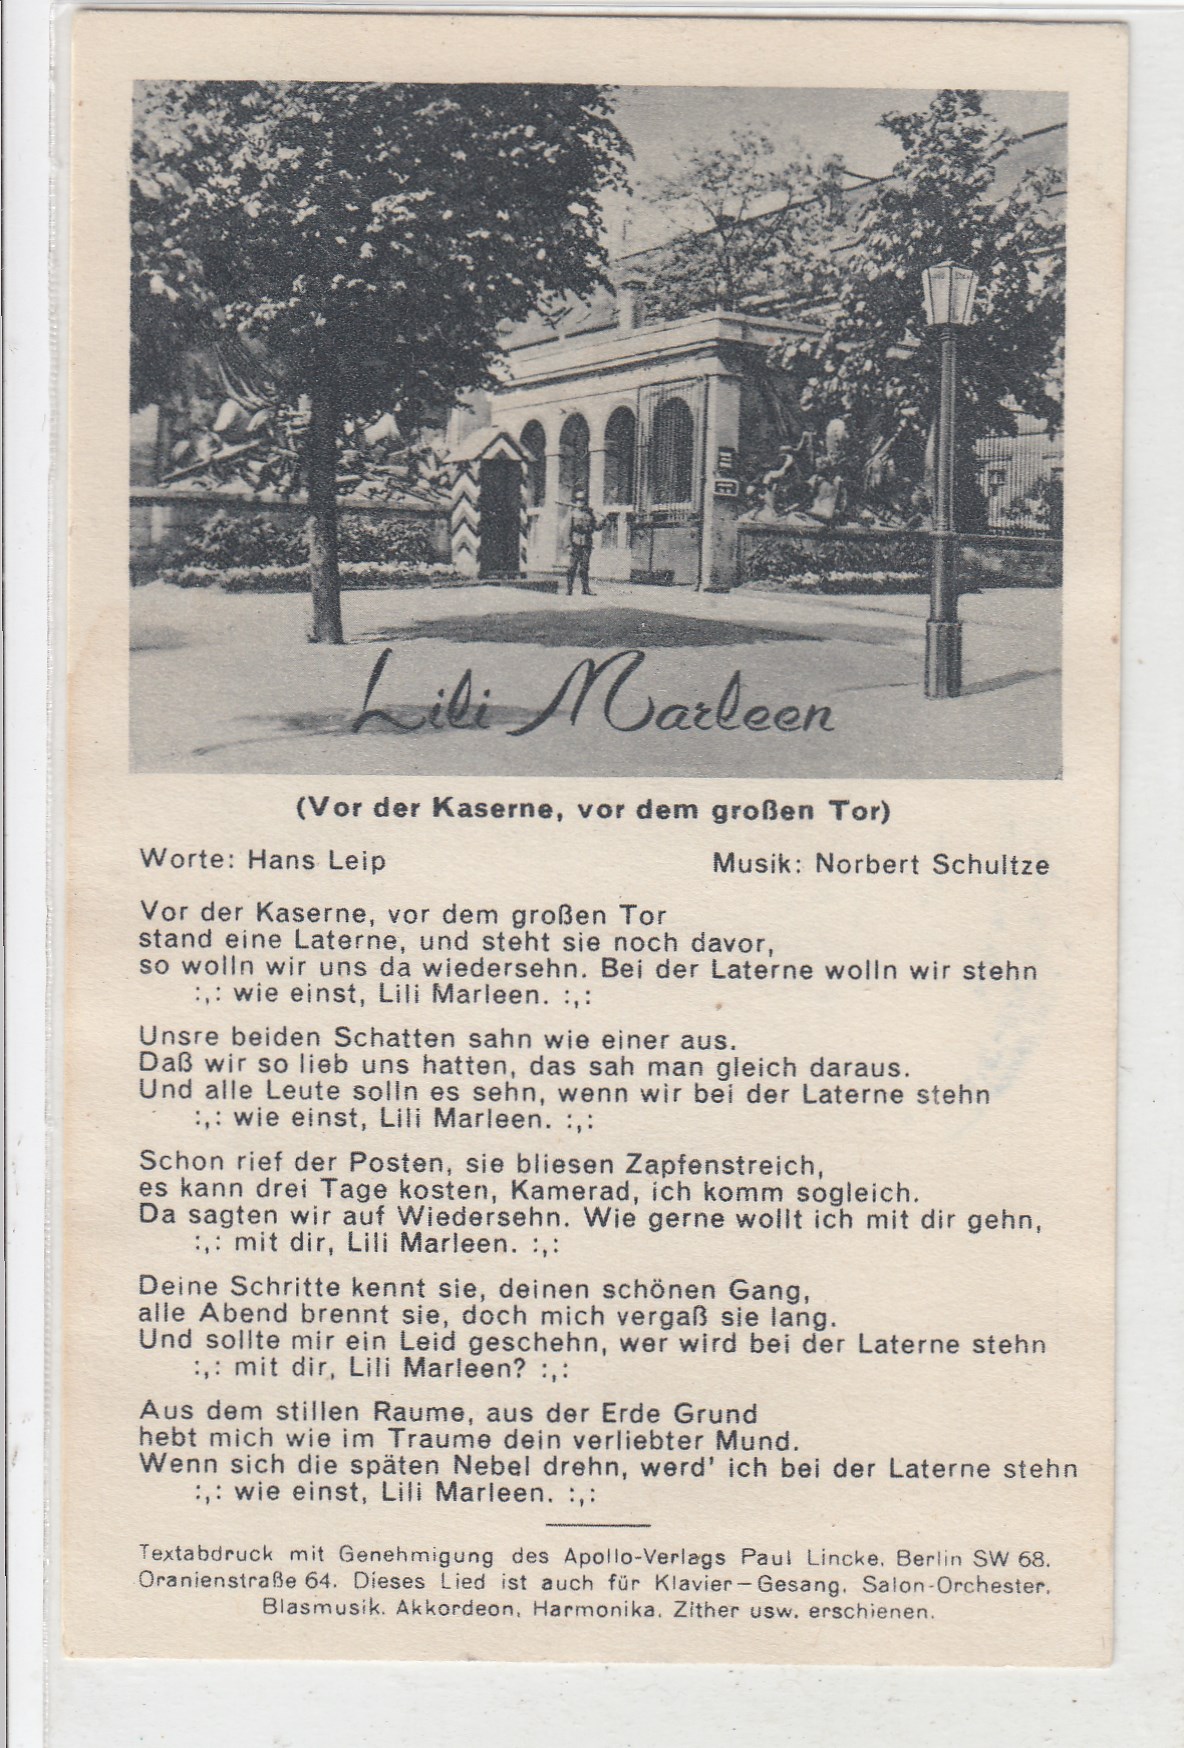 Lili Marleen
(Vor der Kaserne, vor dem großen Tor)
Worte: Hans Leip
Musik: Norbert Schultze
Vor der Kaserne, vor dem großen Tor
stand eine Laterne, und steht sie noch davor,
so wolln wir uns da wiedersehn. Bei der Laterne wolln wir stehn
:,: wie einst, Lili Marleen. :,:
Unsre beiden Schatten sahn wie einer aus.
Daß wir so lieb uns hatten, das sah man gleich daraus.
Und alle Leute solln es sehn, wenn wir bei der Laterne stehn
:,: wie einst, Lili Marleen. :,:
Schon rief der Posten, sie bliesen Zapfenstreich,
es kann drei Tage kosten, Kamerad, ich komm sogleich.
Da sagten wir auf Wiedersehn. Wie gerne wollt ich mit dir gehn,
:,: mit dir, Lili Marleen. :,:
Deine Schritte kennt sie, deinen schönen Gang,
alle Abend brennt sie, doch mich vergaß sie lang.
Und sollte mir ein Leid geschehn, wer wird bei der Laterne stehn
:,: mit dir, Lili Marleen? :,:
Aus dem stillen Raume, aus der Erde Grund
hebt mich wie im Traume dein verliebter Mund.
Wenn sich die späten Nebel drehn, werd' ich bei der Laterne stehn
:,: wie einst, Lili Marleen. :,:
Textabdruck mit Genehmigung des Apollo-Verlags Paul Lincke, Berlin SW 68,
Oranienstraße 64. Dieses Lied ist auch für Klavier—Gesang, Salon-Orchester,
Blasmusik, Akkordeon, Harmonika, Zither usw. erschienen.